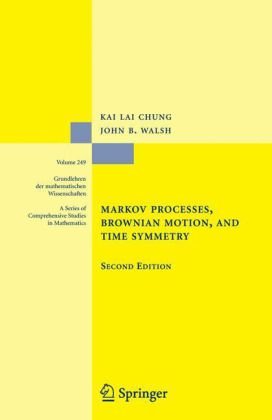 KAI LAI CHUNG
JOHN B. WALSH
Volume 249
Grundlehren
der mathematischen
Wissenschaften
A Series of
Comprehensive Studies
in Mathematics
MARKOV PROCESSES,
BROWNIAN MOTION, AND
TIME SYMMETRY
SECOND EDITION
Springer